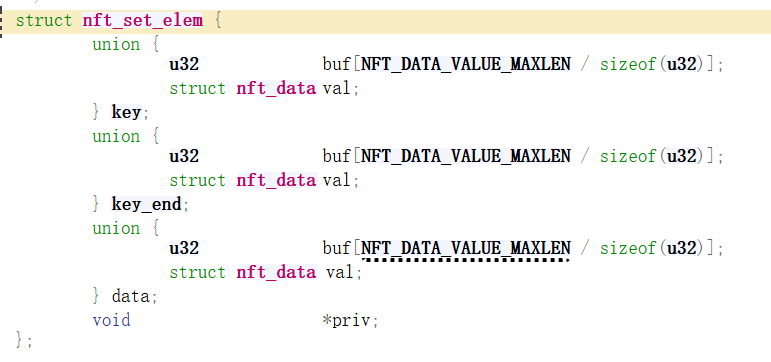 struct nft_set_elem {
union {
u32 buf[NFT_DATA_VALUE_MAXLEN / sizeof(u32)];
struct nft_data val;
} key;
union {
u32 buf[NFT_DATA_VALUE_MAXLEN / sizeof(u32)];
struct nft_data val;
} key_end;
union {
u32 buf[NFT_DATA_VALUE_MAXLEN / sizeof(u32)];
struct nft_data val;
} data;
void *priv;
};